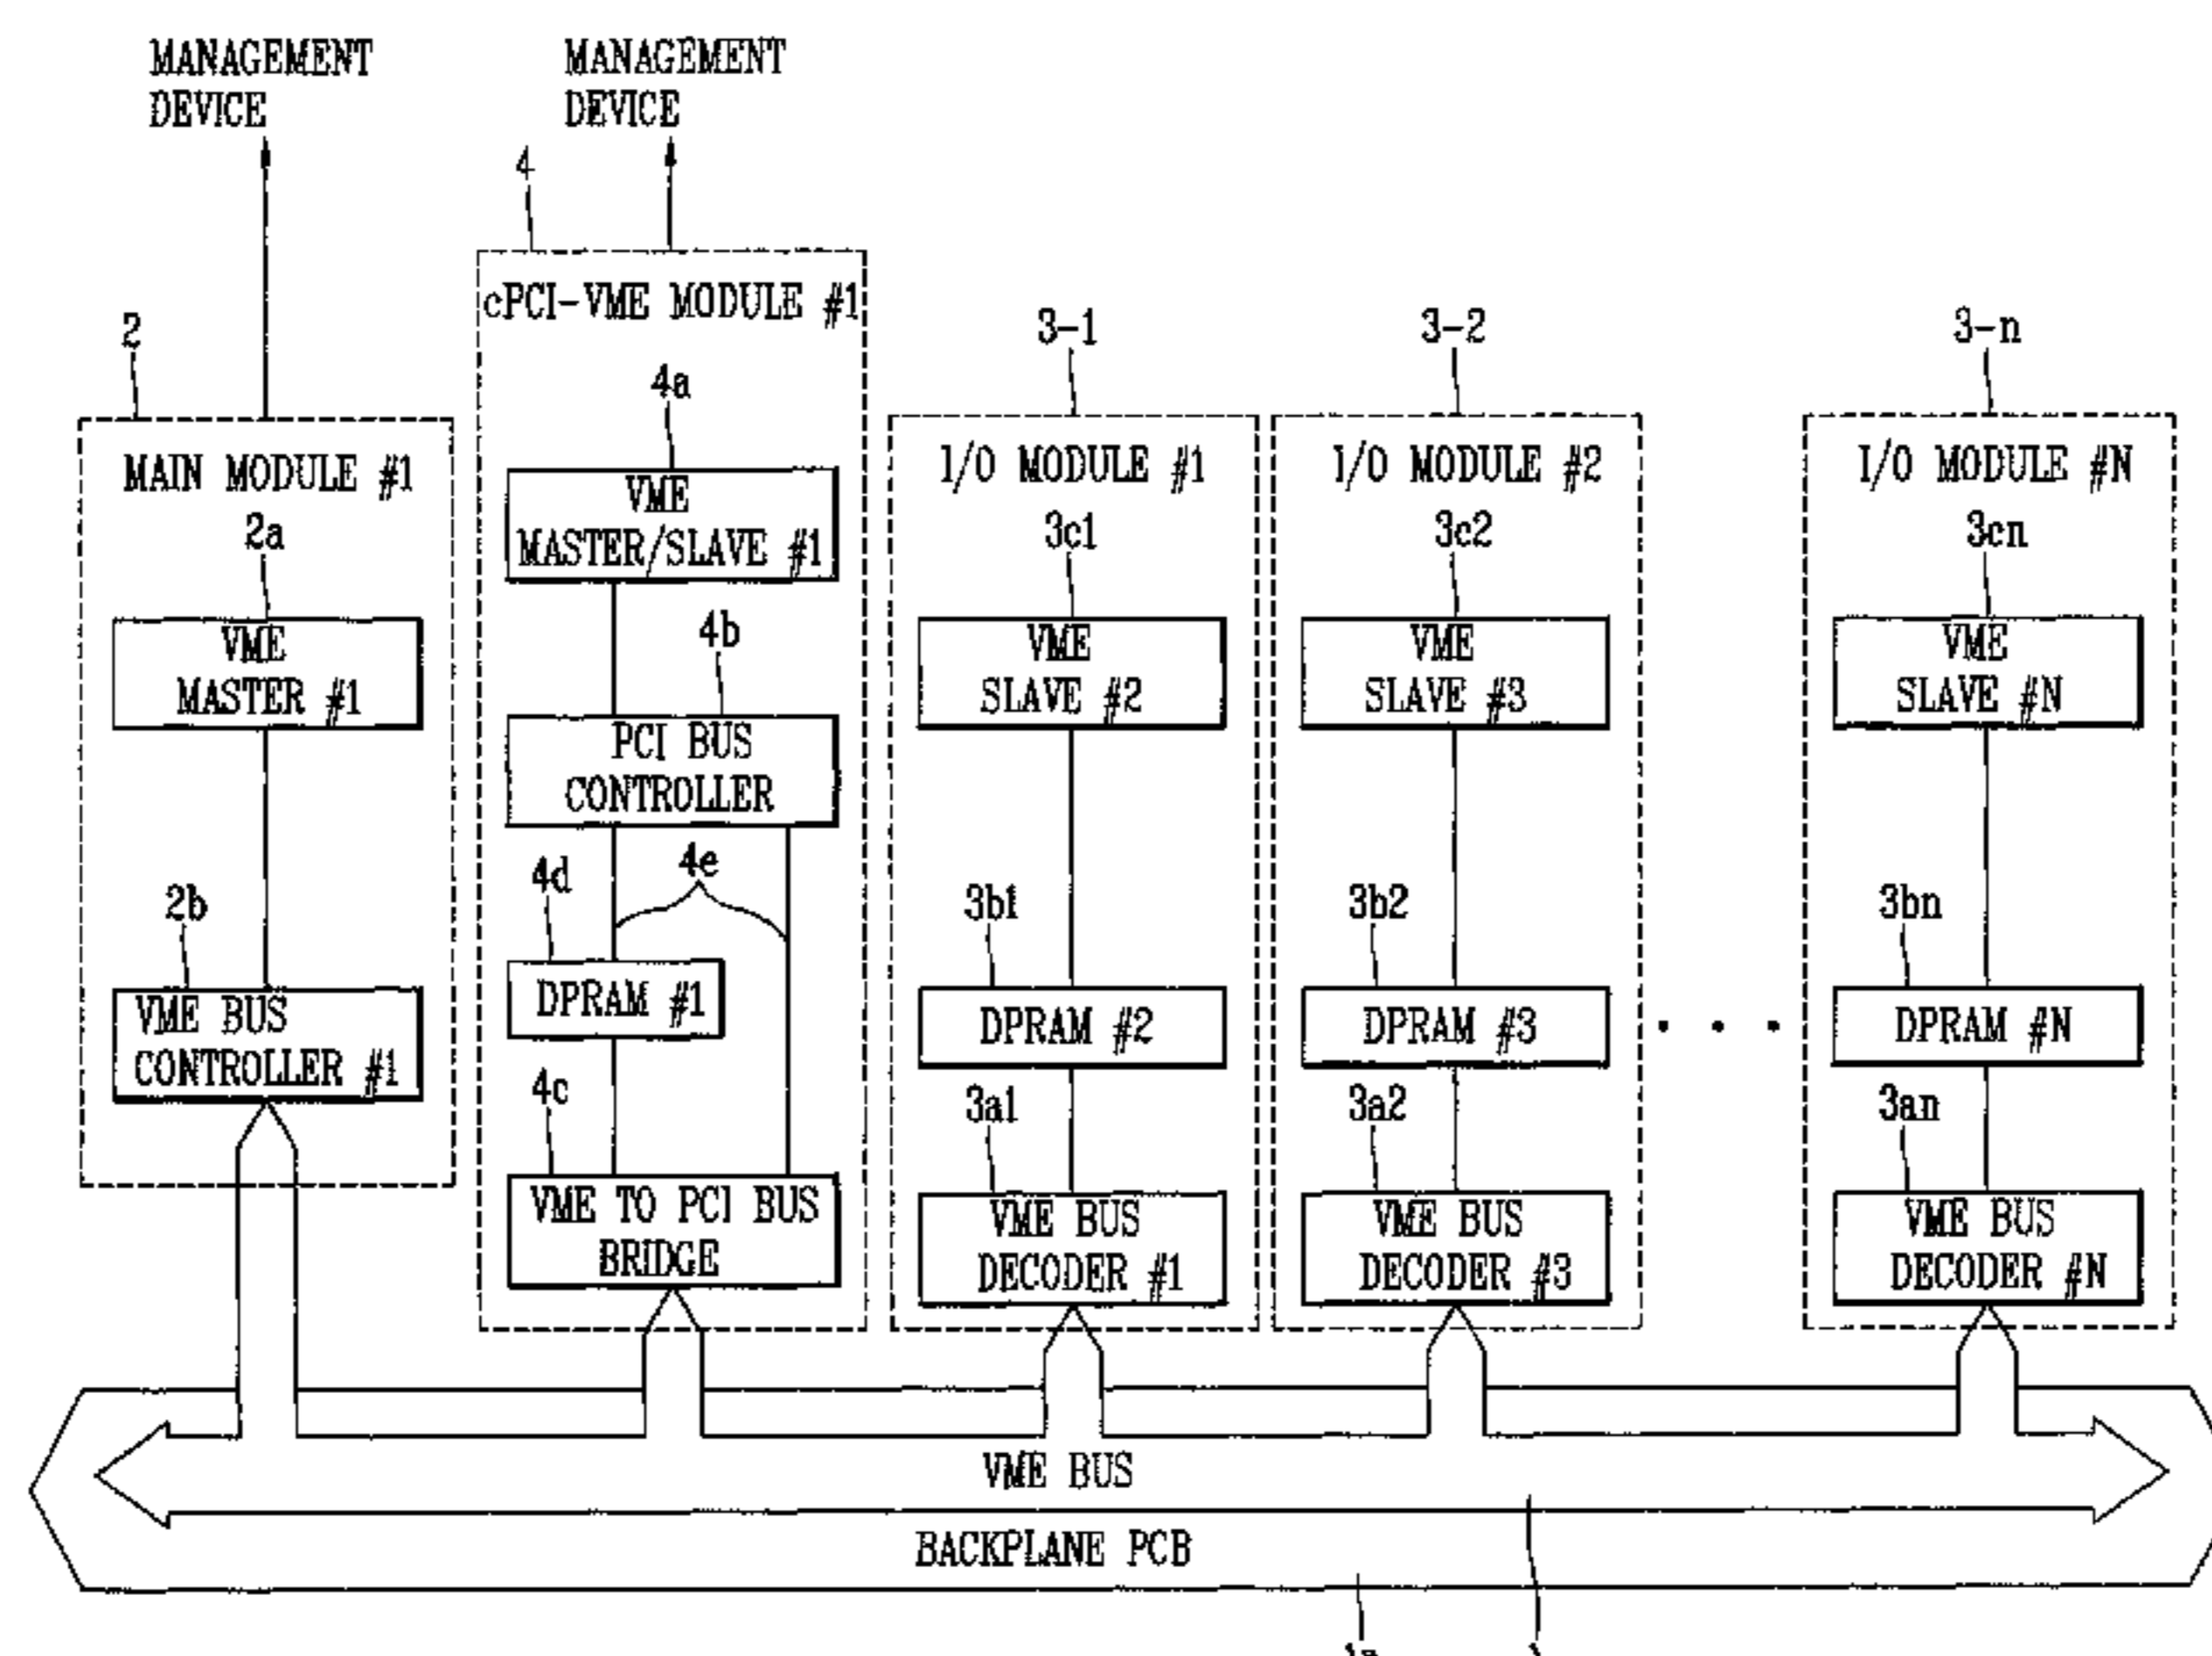 MANAGEMENT
DEVICE
MANAGEMENT
DEVICE
4
cPCI-VME MODULE #1
2
3-1
3-2
3-n
4a
MAIN MODULE #1
I/O MODULE #1
I/O MODULE #2
I/O MODULE #N
2a
VME
MASTER/SLAVE #1
3c1
3c2
3cn
VME
MASTER #1
4b
VME
SLAVE #2
VME
SLAVE #3
VME
SLAVE #N
PCI BUS
CONTROLLER
4d
4e
2b
3b1
3b2
3bn
VME BUS
CONTROLLER #1
DPRAM #1
DPRAM #2
DPRAM #3
DPRAM #N
4c
3a1
3a2
3an
VME TO PCI BUS
BRIDGE
VME BUS
DECODER #1
VME BUS
DECODER #3
VME BUS
DECODER #N
VME BUS
BACKPLANE PCB